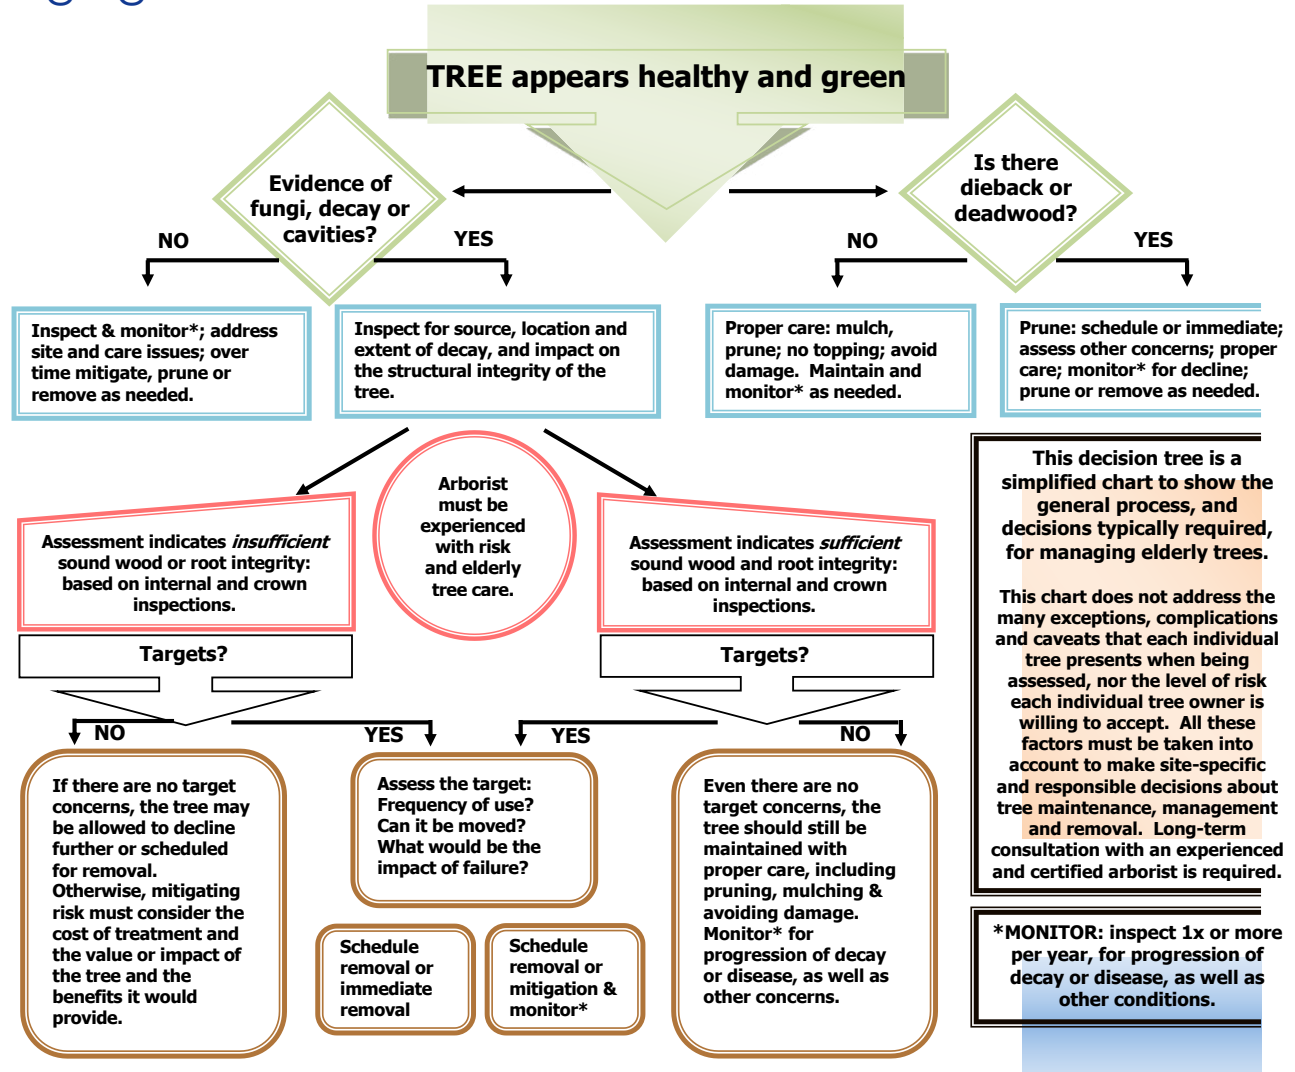 TREE appears healthy and green
Evidence of
fungi, decay or
cavities?
NO
YES
Is there
dieback or
deadwood?
NO
YES
Inspect & monitor*; address
site and care issues; over
time mitigate, prune or
remove as needed.
Inspect for source, location and
extent of decay, and impact on
the structural integrity of the
tree.
Proper care: mulch,
prune; no topping; avoid
damage.  Maintain and
monitor* as needed.
Prune: schedule or immediate;
assess other concerns; proper
care; monitor* for decline;
prune or remove as needed.
Assessment indicates insufficient
sound wood or root integrity:
based on internal and crown
inspections.
Arborist
must be
experienced
with risk
and elderly
tree care.
Assessment indicates sufficient
sound wood and root integrity:
based on internal and crown
inspections.
Targets?
Targets?
NO
YES
YES
NO
If there are no target
concerns, the tree may
be allowed to decline
further or scheduled
for removal.
Otherwise, mitigating
risk must consider the
cost of treatment and
the value or impact of
the tree and the
benefits it would
provide.
Assess the target:
Frequency of use?
Can it be moved?
What would be the
impact of failure?
Schedule
removal or
immediate
removal
Schedule
removal or
mitigation &
monitor*
Even there are no
target concerns, the
tree should still be
maintained with
proper care, including
pruning, mulching &
avoiding damage.
Monitor* for
progression of decay
or disease, as well as
other concerns.
This decision tree is a
simplified chart to show the
general process, and
decisions typically required,
for managing elderly trees.
This chart does not address the
many exceptions, complications
and caveats that each individual
tree presents when being
assessed, nor the level of risk
each individual tree owner is
willing to accept.  All these
factors must be taken into
account to make site-specific
and responsible decisions about
tree maintenance, management
and removal.  Long-term
consultation with an experienced
and certified arborist is required.
*MONITOR: inspect 1x or more
per year, for progression of
decay or disease, as well as
other conditions.